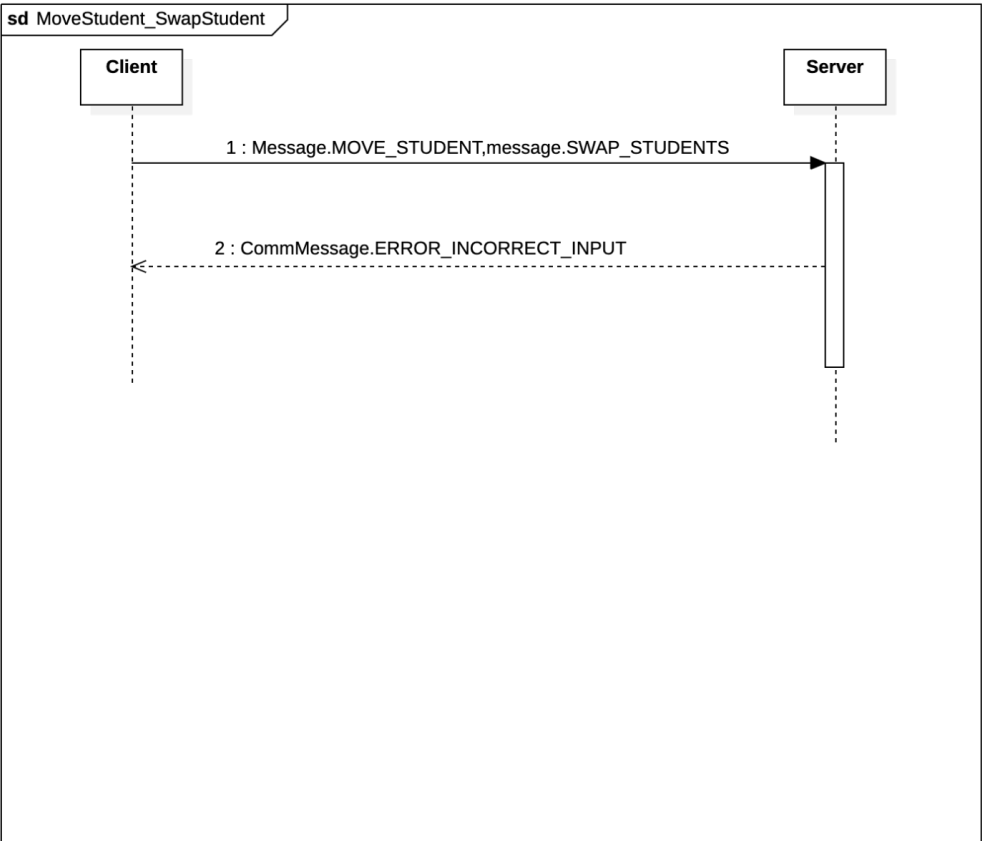 sd MoveStudent_SwapStudent
Client
Server
1 : Message.MOVE_STUDENT,message.SWAP_STUDENTS
2 : CommMessage.ERROR_INCORRECT_INPUT